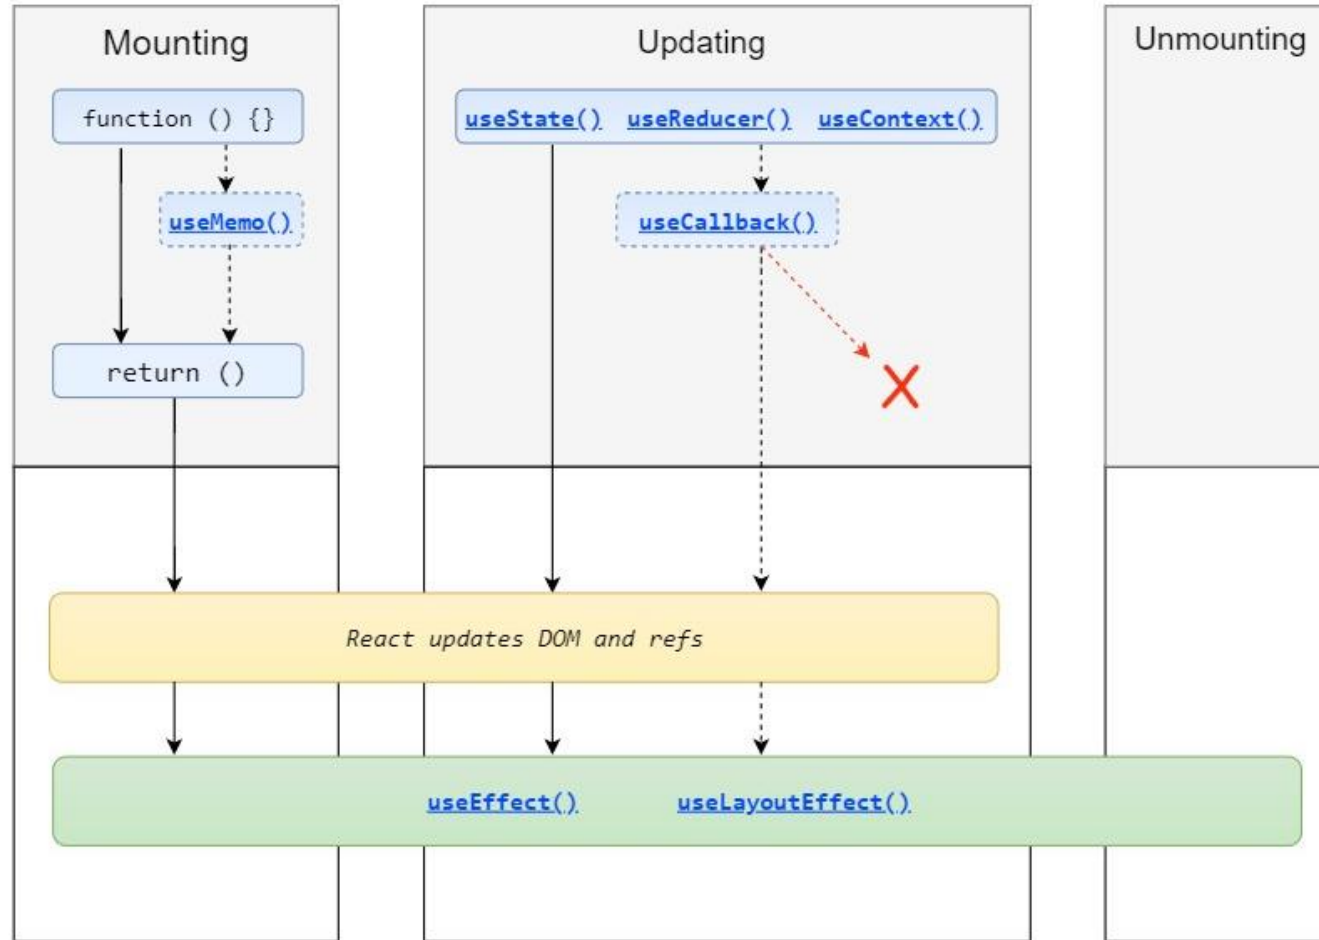 Mounting
Updating
Unmounting
function () {}
useState() useReducer() useContext()
useMemo()
useCallback()
return ()
React updates DOM and refs
useEffect() useLayoutEffect()